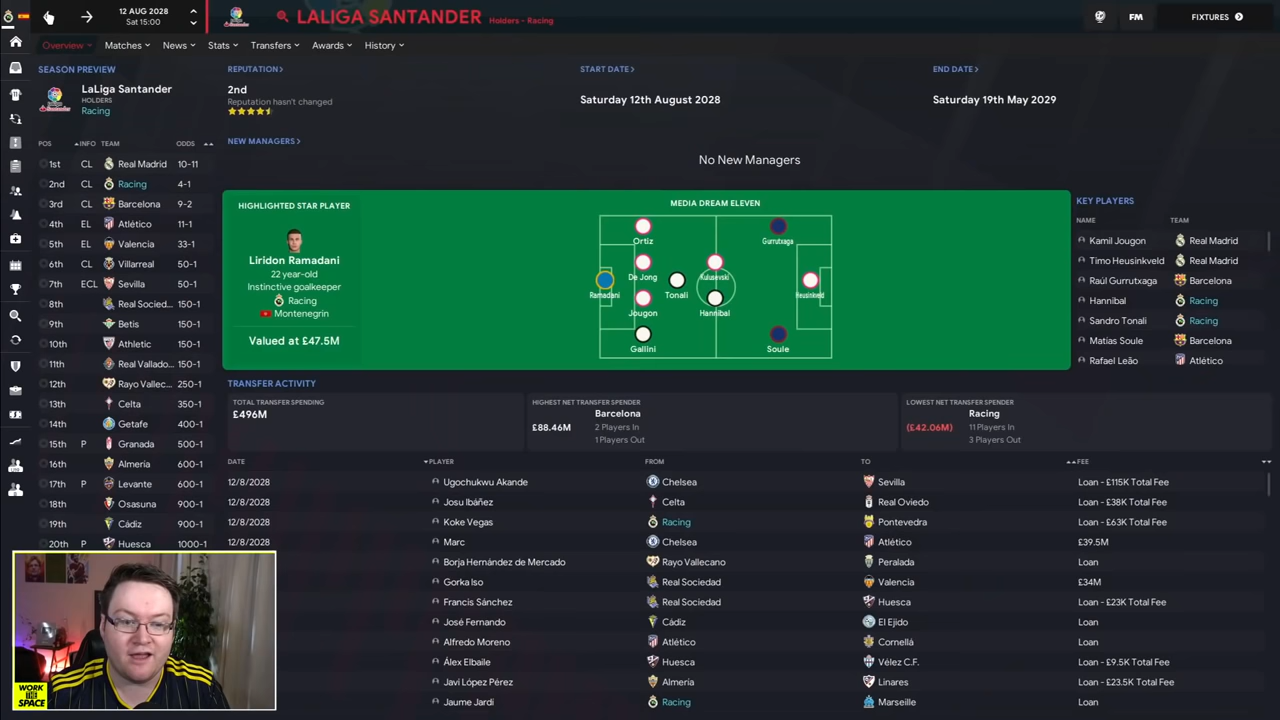 12 AUG 2028
Sat 15:00
LALIGA SANTANDER
Holders - Racing
FM
FIXTURES
Overview
Matches
News
Stats
Transfers
Awards
History
SEASON PREVIEW
LaLiga Santander
HOLDERS
Racing
REPUTATION
2nd
Reputation hasn't changed
START DATE
Saturday 12th August 2028
END DATE
Saturday 19th May 2029
NEW MANAGERS
No New Managers
POS INFO TEAM ODDS
1st CL Real Madrid 10-11
2nd CL Racing 4-1
3rd CL Barcelona 9-2
4th EL Atlético 11-1
5th EL Valencia 33-1
6th CL Villarreal 50-1
7th ECL Sevilla 50-1
8th Real Sociedad... 150-1
9th Betis 150-1
10th Athletic 150-1
11th Real Vallado... 150-1
12th Rayo Vallec... 250-1
13th Celta 350-1
14th Getafe 400-1
15th P Granada 500-1
16th Almería 600-1
17th P Levante 600-1
18th Osasuna 900-1
19th Cádiz 900-1
20th P Huesca 1000-1
HIGHLIGHTED STAR PLAYER
Liridon Ramadani
22 year-old
Instinctive goalkeeper
Racing
Montenegrin
Valued at £47.5M
MEDIA DREAM ELEVEN
Ortiz
Gurrutxaga
De Jong
Kulusevski
Ramadani
Tonali
Heusinkveld
Jougon
Hannibal
Gallini
Soule
KEY PLAYERS
NAME TEAM
Kamil Jougon Real Madrid
Timo Heusinkveld Real Madrid
Raúl Gurrutxaga Barcelona
Hannibal Racing
Sandro Tonali Racing
Matías Soule Barcelona
Rafael Leão Atlético
TRANSFER ACTIVITY
TOTAL TRANSFER SPENDING
£496M
HIGHEST NET TRANSFER SPENDER
Barcelona
£88.46M
2 Players In
1 Players Out
LOWEST NET TRANSFER SPENDER
Racing
(£42.06M)
11 Players In
3 Players Out
DATE PLAYER FROM TO FEE
12/8/2028 Ugochukwu Akande Chelsea Sevilla Loan - £115K Total Fee
12/8/2028 Josu Ibáñez Celta Real Oviedo Loan - £38K Total Fee
12/8/2028 Koke Vegas Racing Pontevedra Loan - £63K Total Fee
12/8/2028 Marc Chelsea Atlético £39.5M
Borja Hernández de Mercado Rayo Vallecano Peralada Loan
Gorka Iso Real Sociedad Valencia £34M
Francis Sánchez Real Sociedad Huesca Loan - £23K Total Fee
José Fernando Cádiz El Ejido Loan
Alfredo Moreno Atlético Cornellá Loan
Álex Elbaile Huesca Vélez C.F. Loan - £9.5K Total Fee
Javi López Pérez Almería Linares Loan - £23.5K Total Fee
Jaume Jardí Racing Marseille Loan
WORK
THE
SPACE